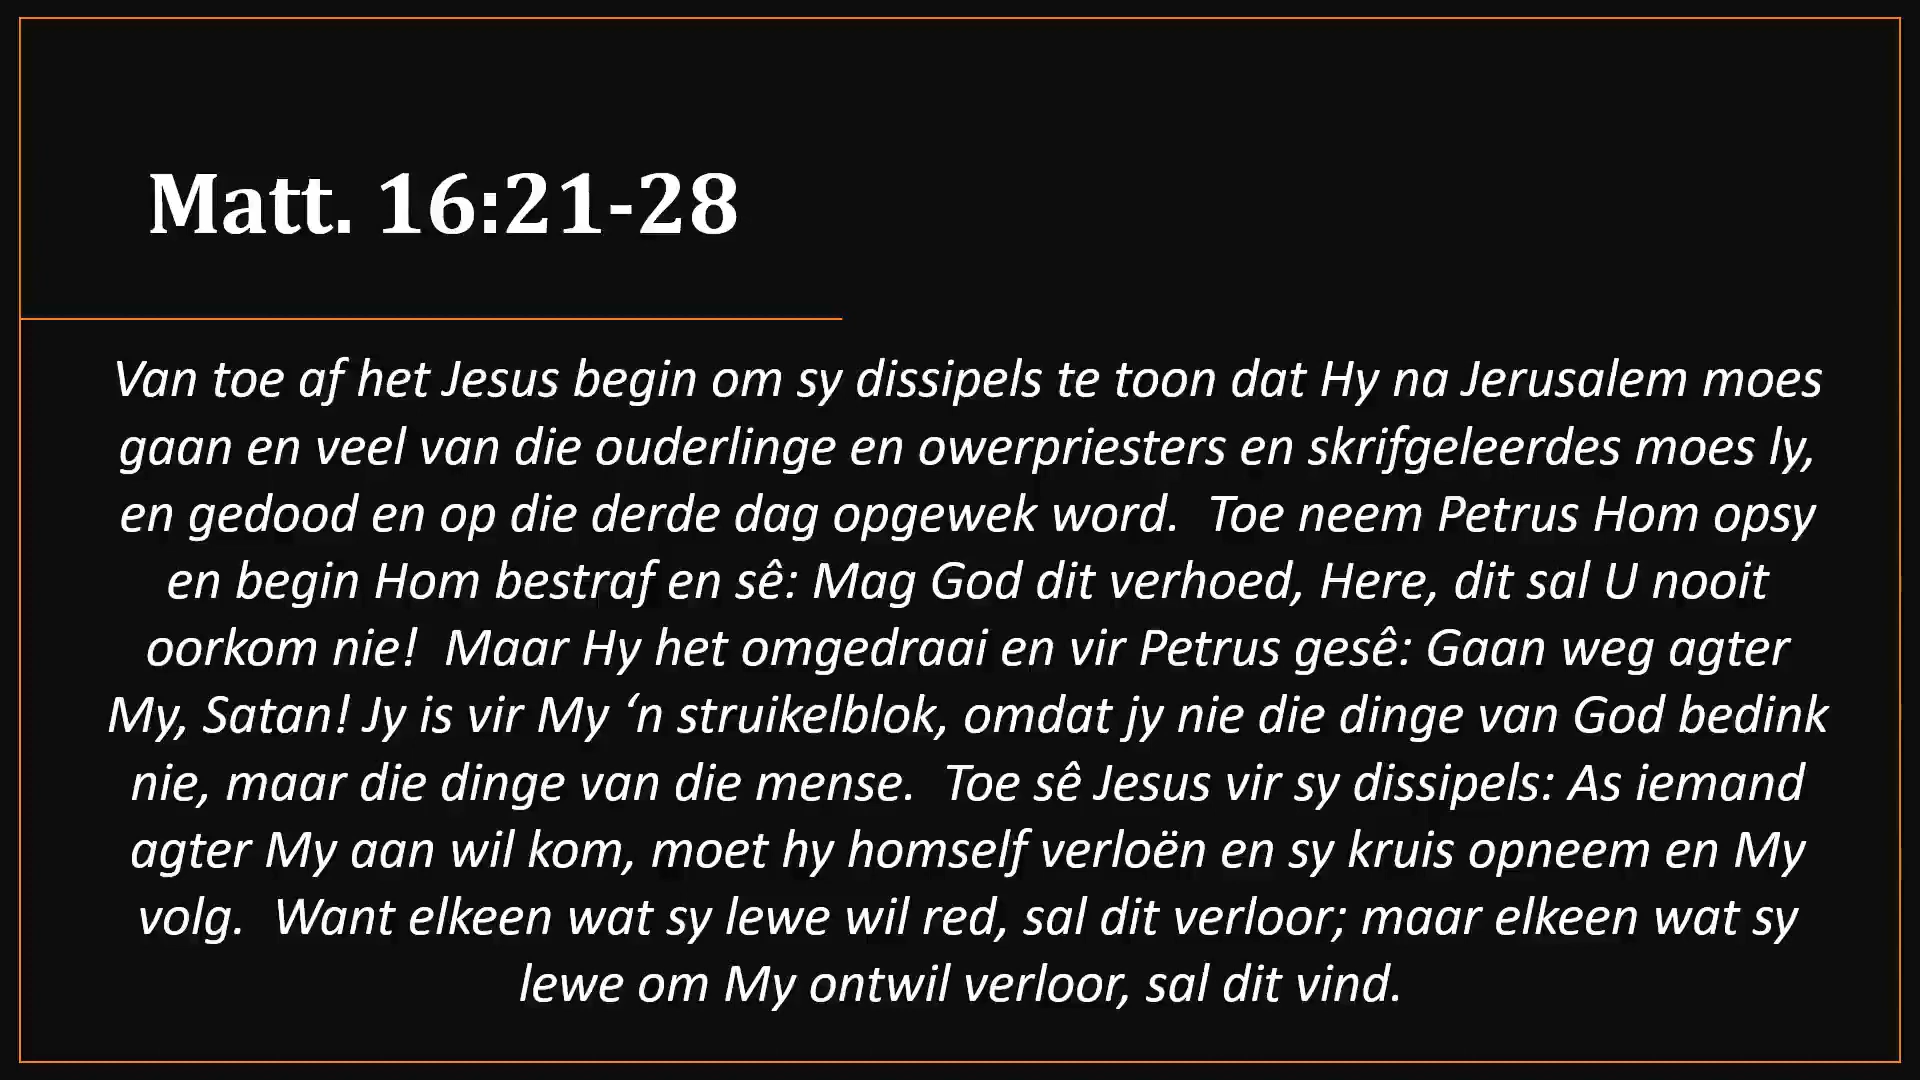 Matt. 16:21-28
Van toe af het Jesus begin om sy dissipels te toon dat Hy na Jerusalem moes
gaan en veel van die ouderlinge en owerpriesters en skrifgeleerdes moes ly,
en gedood en op die derde dag opgewek word.  Toe neem Petrus Hom opsy
en begin Hom bestraf en sê: Mag God dit verhoed, Here, dit sal U nooit
oorkom nie!  Maar Hy het omgedraai en vir Petrus gesê: Gaan weg agter
My, Satan! Jy is vir My ‘n struikelblok, omdat jy nie die dinge van God bedink
nie, maar die dinge van die mense.  Toe sê Jesus vir sy dissipels: As iemand
agter My aan wil kom, moet hy homself verloën en sy kruis opneem en My
volg.  Want elkeen wat sy lewe wil red, sal dit verloor; maar elkeen wat sy
lewe om My ontwil verloor, sal dit vind.